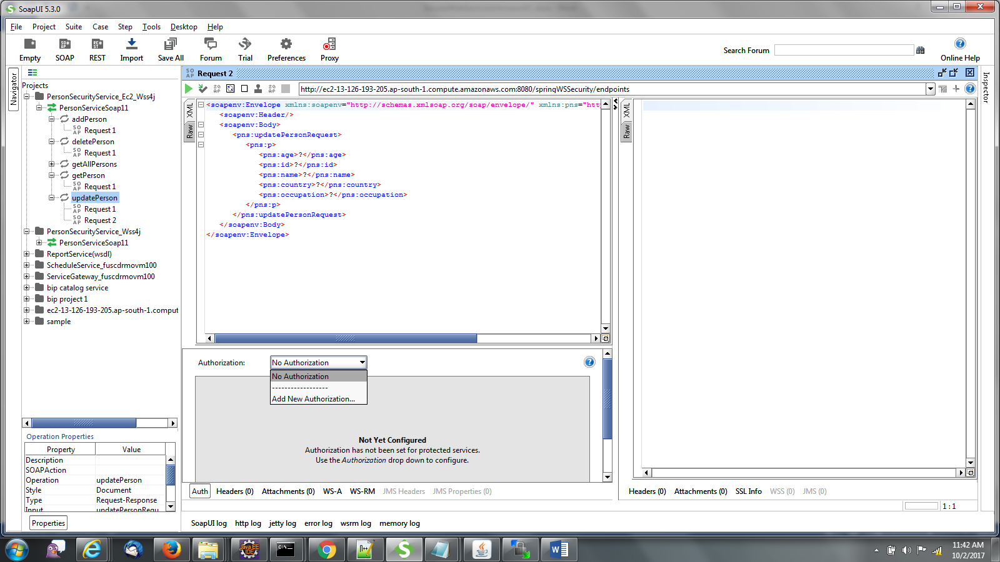 SoapUI 5.3.0
File Project Suite Case Step Tools Desktop Help
Empty SOAP REST Import Save All Forum Trial Preferences Proxy
Search Forum
Online Help
Navigator
Projects
PersonSecurityService_Ec2_Wss4j
PersonServiceSoap11
addPerson
Request 1
deletePerson
Request 1
getAllPersons
getPerson
Request 1
updatePerson
Request 1
Request 2
PersonSecurityService_Wss4j
PersonServiceSoap11
ReportService(wsdl)
ScheduleService_fuscdrmovm100
ServiceGateway_fuscdrmovm100
bip catalog service
bip project 1
ec2-13-126-193-205.ap-south-1.comput
sample
Operation Properties
Property Value
Description
SOAPAction
Operation updatePerson
Style Document
Type Request-Response
Input updatePersonRequ
Properties
Request 2
http://ec2-13-126-193-205.ap-south-1.compute.amazonaws.com:8080/springWSSecurity/endpoints
XML
Raw
<soapenv:Envelope xmlns:soapenv="http://schemas.xmlsoap.org/soap/envelope/" xmlns:pns="htt
<soapenv:Header/>
<soapenv:Body>
<pns:updatePersonRequest>
<pns:p>
<pns:age>?</pns:age>
<pns:id>?</pns:id>
<pns:name>?</pns:name>
<pns:country>?</pns:country>
<pns:occupation>?</pns:occupation>
</pns:p>
</pns:updatePersonRequest>
</soapenv:Body>
</soapenv:Envelope>
Authorization: No Authorization
No Authorization
------------------
Add New Authorization...
Not Yet Configured
Authorization has not been set for protected services.
Use the Authorization drop down to configure.
Auth Headers (0) Attachments (0) WS-A WS-RM JMS Headers JMS Properties (0)
XML
Raw
Headers (0) Attachments (0) SSL Info WSS (0) JMS (0)
1 : 1
Inspector
SoapUI log http log jetty log error log wsrm log memory log
Java EE
IDE
11:42 AM
10/2/2017